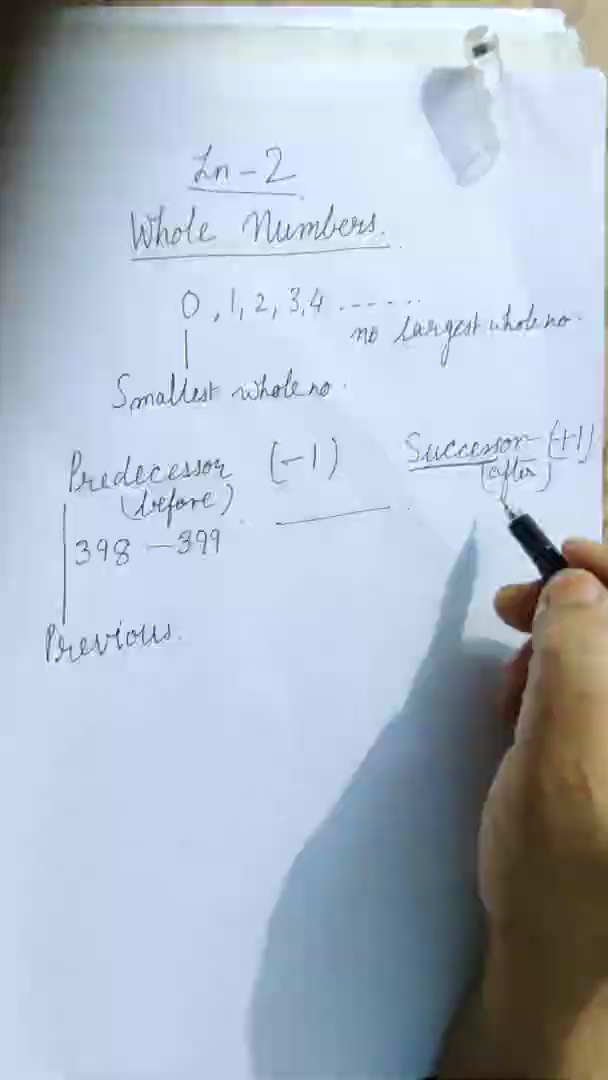 Ln-2
Whole Numbers.
0, 1, 2, 3, 4 .......
no largest whole no.
Smallest whole no.
Predecessor (-1)
(before)
Successor (+1)
(after)
398 — 399
Previous.